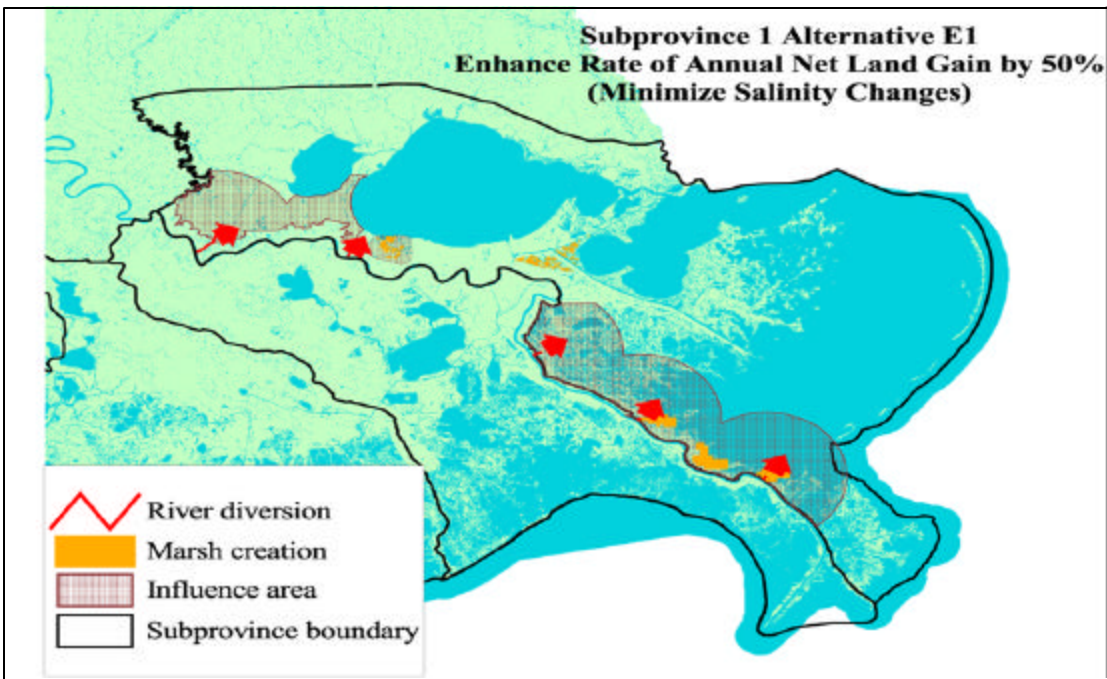 Subprovince 1 Alternative E1
Enhance Rate of Annual Net Land Gain by 50%
(Minimize Salinity Changes)
River diversion
Marsh creation
Influence area
Subprovince boundary